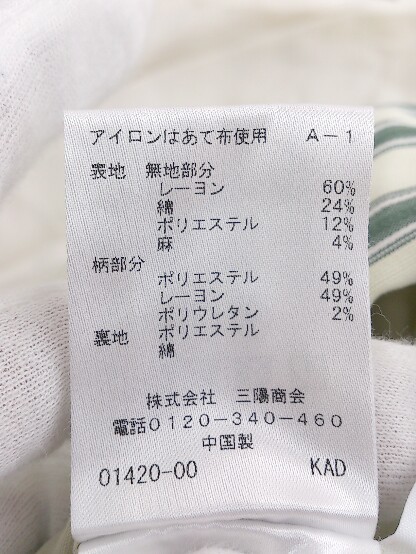 アイロンはあて布使用　A－1
表地　無地部分
レーヨン　60%
綿　24%
ポリエステル　12%
麻　4%
柄部分
ポリエステル　49%
レーヨン　49%
ポリウレタン　2%
裏地　ポリエステル
綿
株式会社　三陽商会
電話0120-340-460
中国製
01420-00　KAD